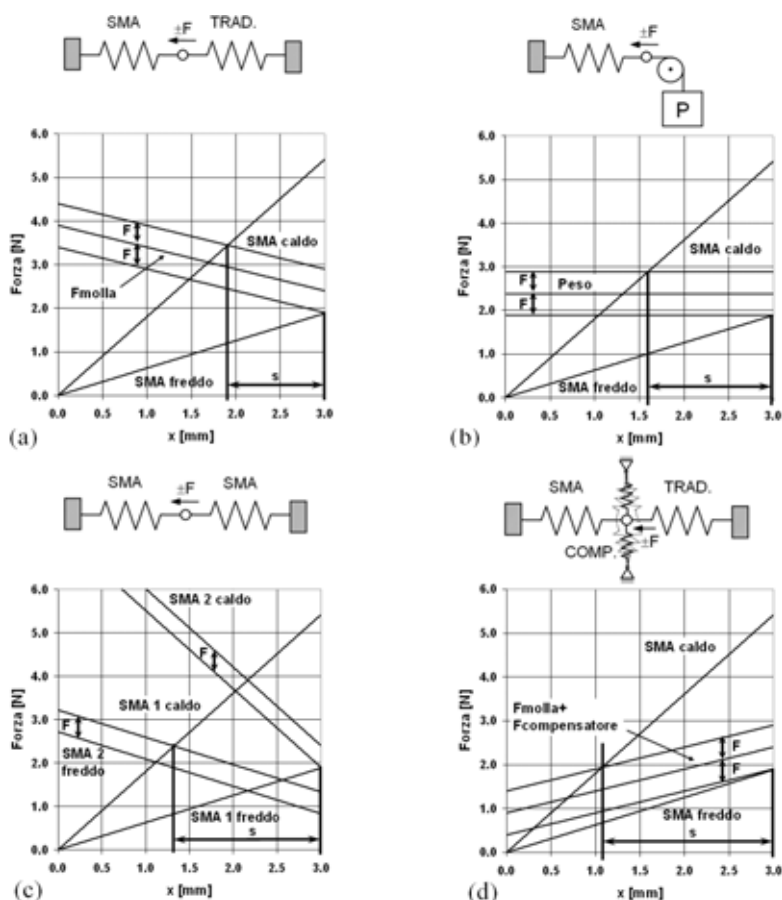 SMA ±F TRAD.
6.0
5.0
4.0
3.0
2.0
1.0
0.0
Forza [N]
F
F
Fmolla
SMA caldo
SMA freddo
s
0.0 0.5 1.0 1.5 2.0 2.5 3.0
x [mm]
(a)
SMA ±F
P
6.0
5.0
4.0
3.0
2.0
1.0
0.0
Forza [N]
SMA caldo
F
Peso
F
SMA freddo
s
0.0 0.5 1.0 1.5 2.0 2.5 3.0
x [mm]
(b)
SMA ±F SMA
6.0
5.0
4.0
3.0
2.0
1.0
0.0
Forza [N]
SMA 2 caldo
F
SMA 1 caldo
F
SMA 2
freddo
SMA 1 freddo
s
0.0 0.5 1.0 1.5 2.0 2.5 3.0
x [mm]
(c)
SMA TRAD.
COMP. ±F
6.0
5.0
4.0
3.0
2.0
1.0
0.0
Forza [N]
SMA caldo
Fmolla+
Fcompensatore
F
F
SMA freddo
s
0.0 0.5 1.0 1.5 2.0 2.5 3.0
x [mm]
(d)